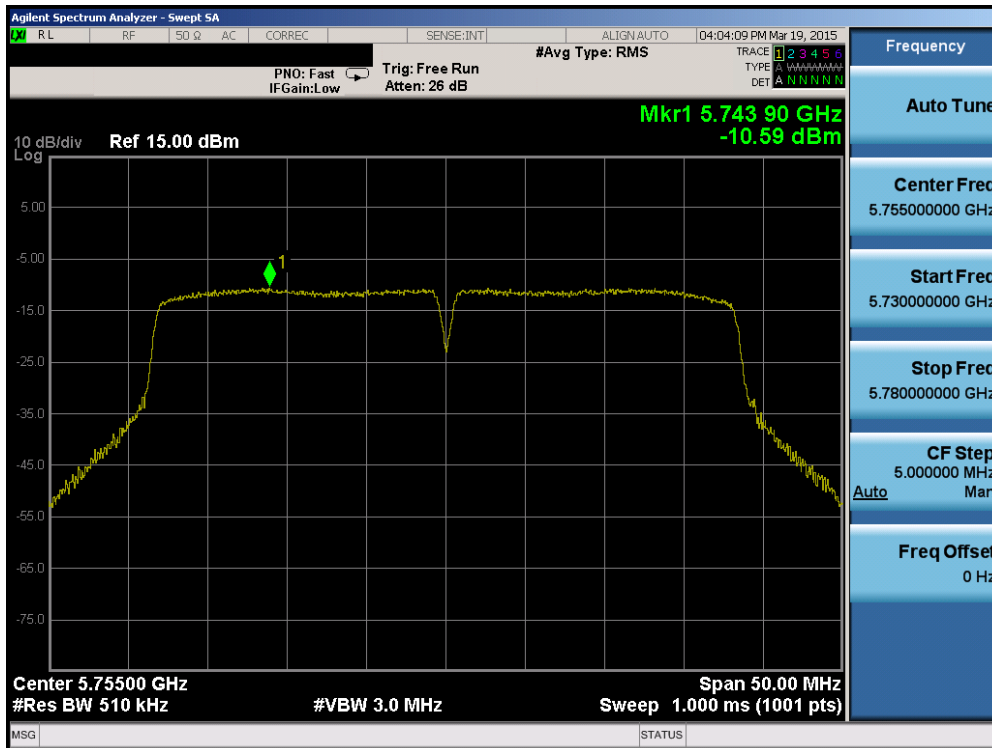 Agilent Spectrum Analyzer - Swept SA
LXI RL RF 50 Ω AC CORREC SENSE:INT ALIGN AUTO 04:04:09 PM Mar 19, 2015
#Avg Type: RMS TRACE 1 2 3 4 5 6
PNO: Fast Trig: Free Run TYPE A WWWWW
IFGain:Low Atten: 26 dB DET A N N N N N
Mkr1 5.743 90 GHz
10 dB/div Ref 15.00 dBm -10.59 dBm
Log
5.00
-5.00
1
-15.0
-25.0
-35.0
-45.0
-55.0
-65.0
-75.0
Center 5.75500 GHz Span 50.00 MHz
#Res BW 510 kHz #VBW 3.0 MHz Sweep 1.000 ms (1001 pts)
MSG STATUS
Frequency
Auto Tune
Center Freq
5.755000000 GHz
Start Freq
5.730000000 GHz
Stop Freq
5.780000000 GHz
CF Step
5.000000 MHz
Auto Man
Freq Offset
0 Hz